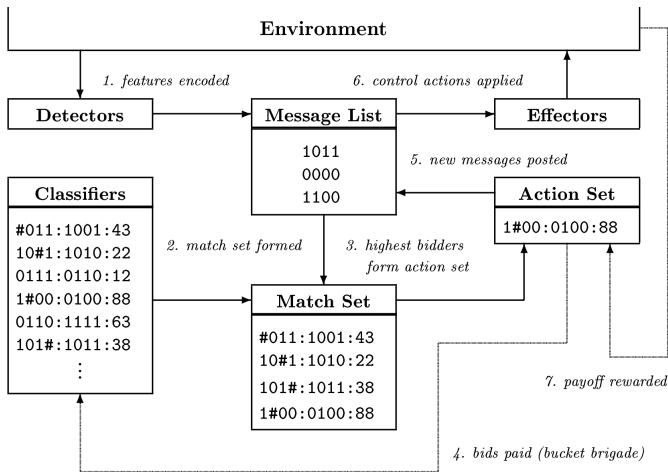 Environment
1. features encoded
6. control actions applied
Detectors
Message List
Effectors
1011
0000
1100
5. new messages posted
Classifiers
#011:1001:43
10#1:1010:22
0111:0110:12
1#00:0100:88
0110:1111:63
101#:1011:38
⋮
Action Set
1#00:0100:88
2. match set formed
3. highest bidders
form action set
Match Set
#011:1001:43
10#1:1010:22
101#:1011:38
1#00:0100:88
7. payoff rewarded
4. bids paid (bucket brigade)